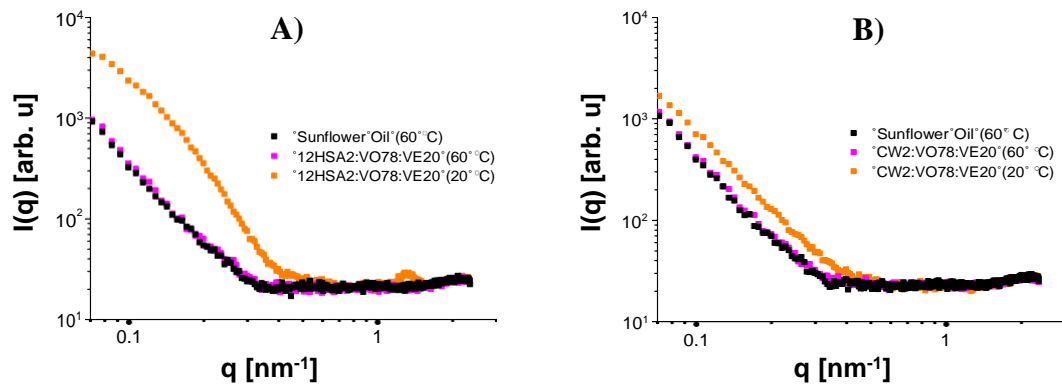 A)
10⁴
10³
10²
10¹
I(q) [arb. u]
°Sunflower°Oil°(60°°C)
°12HSA2:VO78:VE20°(60°°C)
°12HSA2:VO78:VE20°(20°°C)
0.1
1
q [nm⁻¹]
B)
10⁴
10³
10²
10¹
I(q) [arb. u]
°Sunflower°Oil°(60°°C)
°CW2:VO78:VE20°(60°°C)
°CW2:VO78:VE20°(20°°C)
0.1
1
q [nm⁻¹]